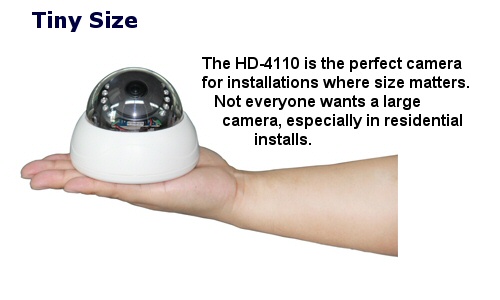 Tiny Size
The HD-4110 is the perfect camera
for installations where size matters.
Not everyone wants a large
camera, especially in residential
installs.